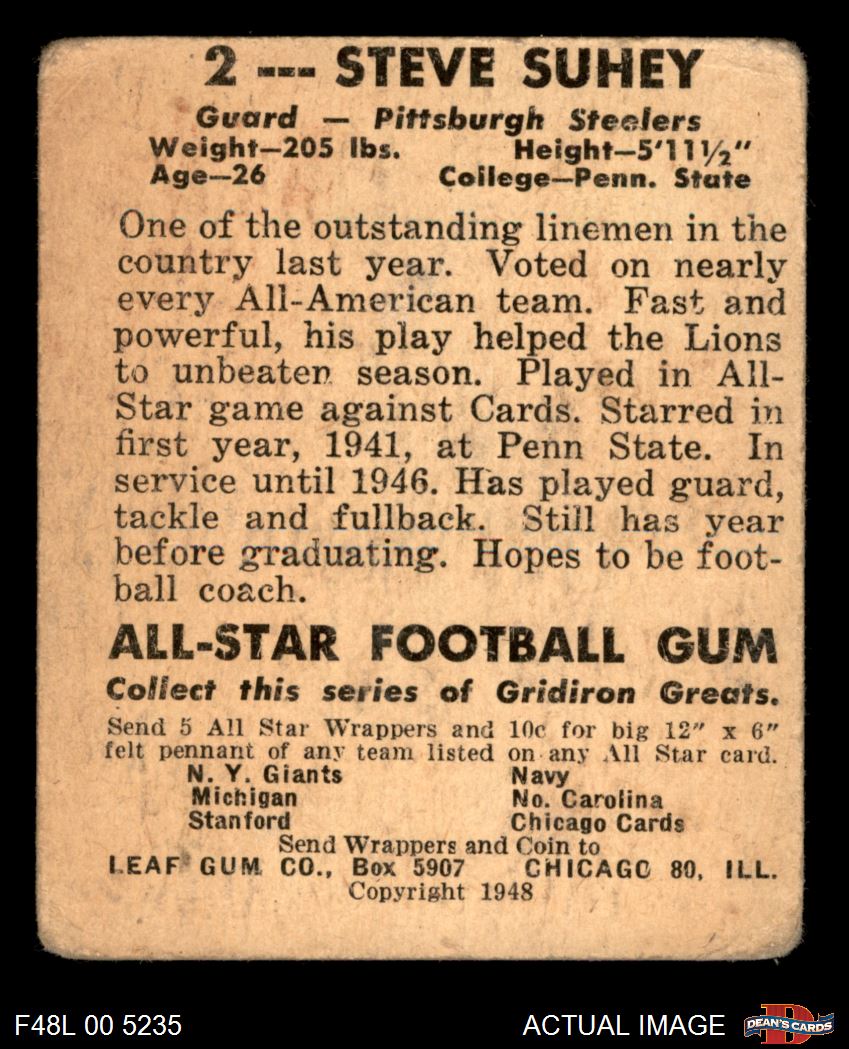 2 --- STEVE SUHEY
Guard — Pittsburgh Steelers
Weight—205 lbs. Height—5'11½"
Age—26 College—Penn. State
One of the outstanding linemen in the
country last year. Voted on nearly
every All-American team. Fast and
powerful, his play helped the Lions
to unbeaten season. Played in All-
Star game against Cards. Starred in
first year, 1941, at Penn State. In
service until 1946. Has played guard,
tackle and fullback. Still has year
before graduating. Hopes to be foot-
ball coach.
ALL-STAR FOOTBALL GUM
Collect this series of Gridiron Greats.
Send 5 All Star Wrappers and 10c for big 12" x 6"
felt pennant of any team listed on any All Star card.
N. Y. Giants Navy
Michigan No. Carolina
Stanford Chicago Cards
Send Wrappers and Coin to
LEAF GUM CO., Box 5907 CHICAGO 80, ILL.
Copyright 1948
F48L 00 5235 ACTUAL IMAGE D DEAN'S CARDS